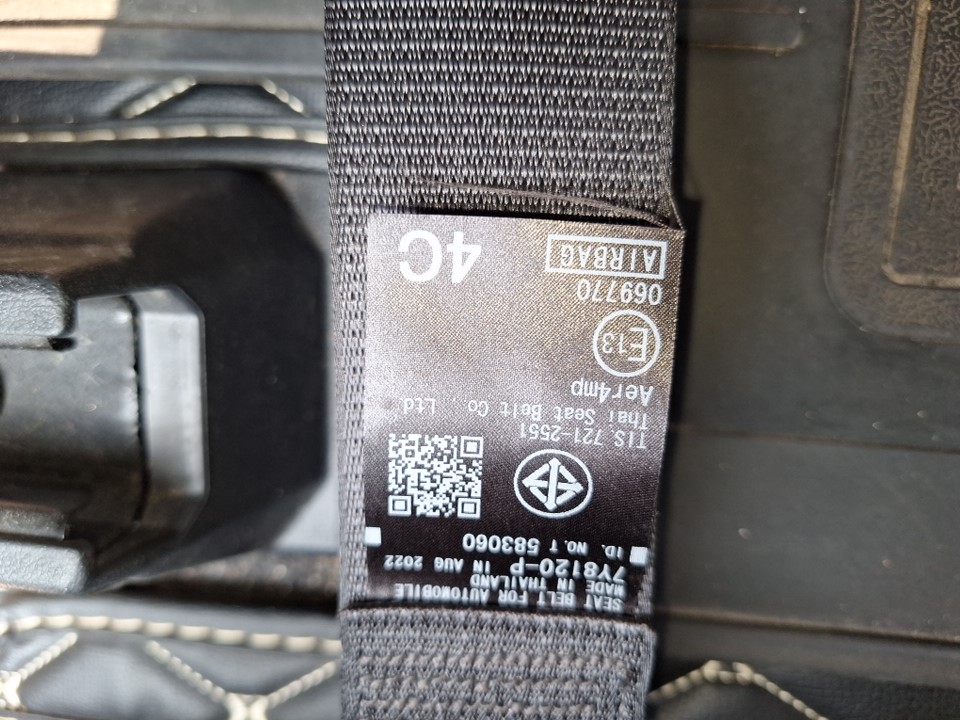 SEAT BELT FOR AUTOMOBILE
MADE IN THAILAND
7Y8120-P IN AUG 2022
ID. NO. T 583060
TIS 721-2551
Thai Seat Belt Co., Ltd.
Aer4mp
E13
069770
AIRBAG 4C